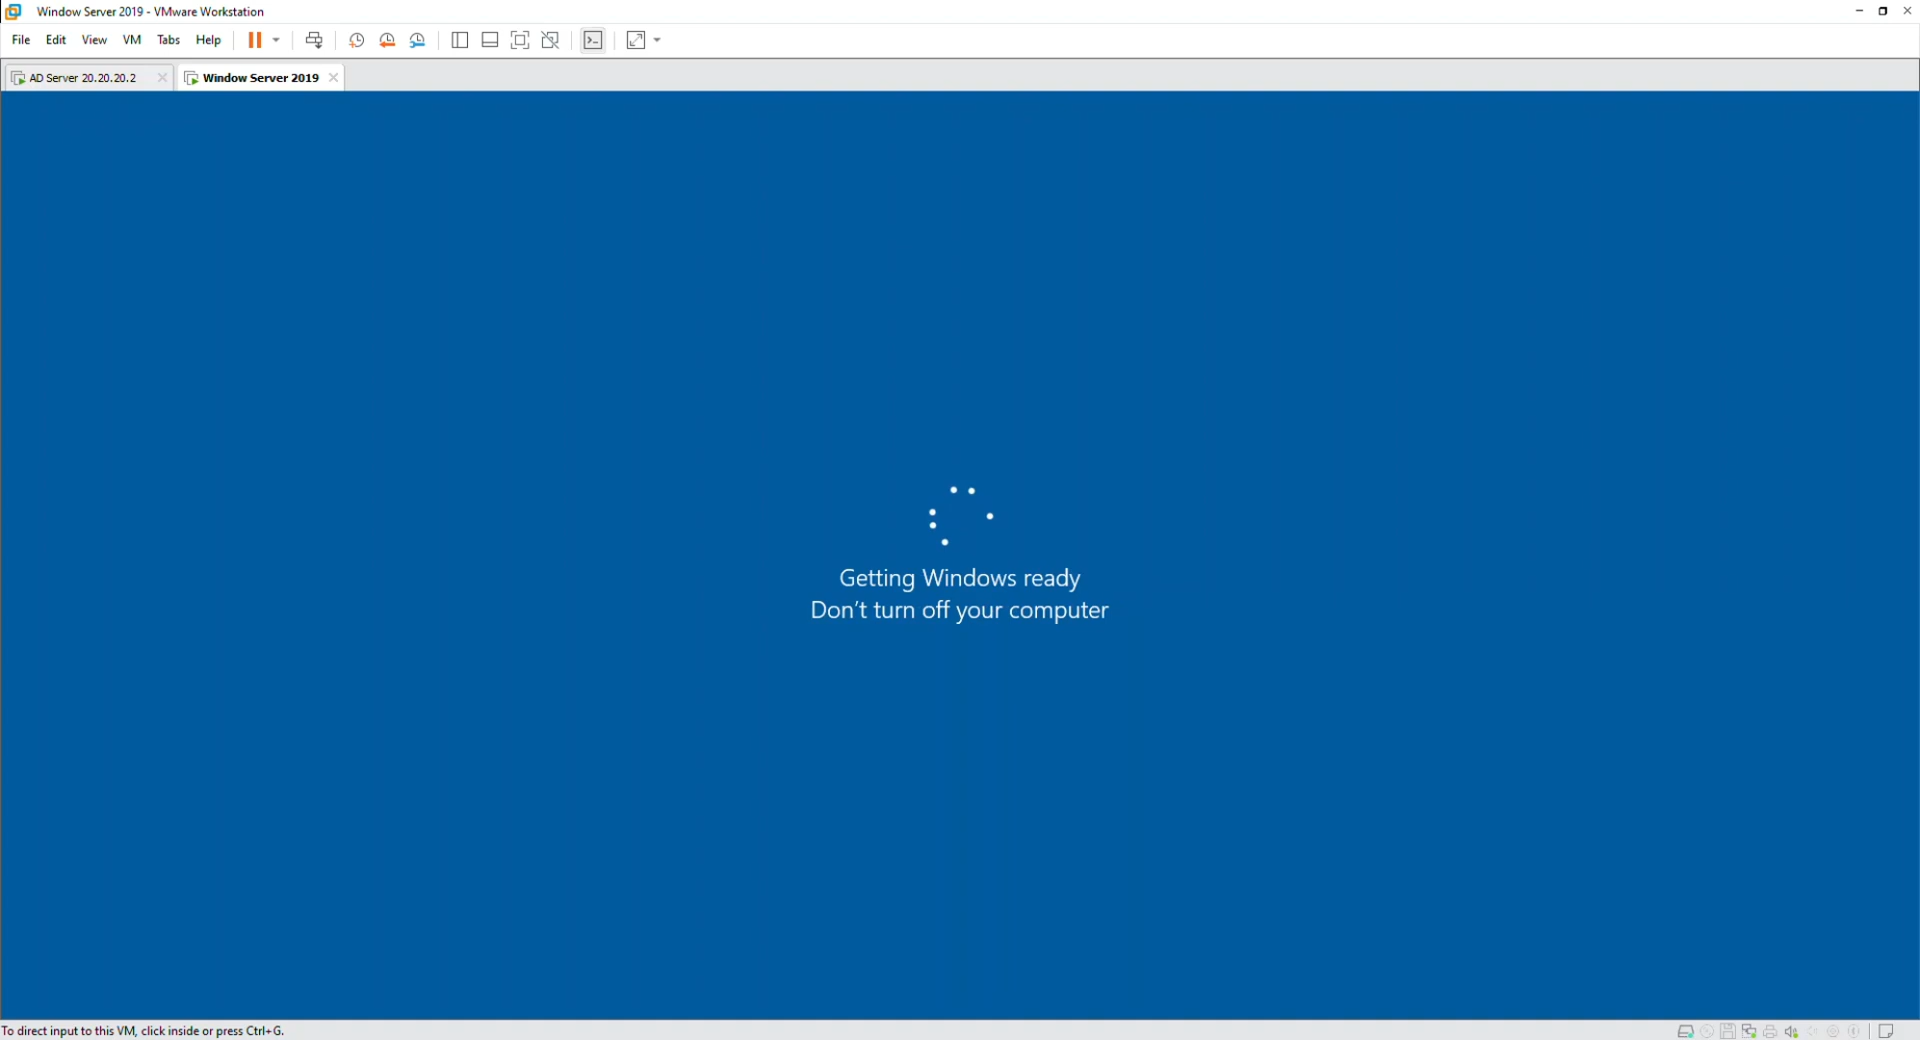 Window Server 2019 - VMware Workstation
File Edit View VM Tabs Help
AD Server 20.20.20.2 Window Server 2019
Getting Windows ready
Don't turn off your computer
To direct input to this VM, click inside or press Ctrl+G.